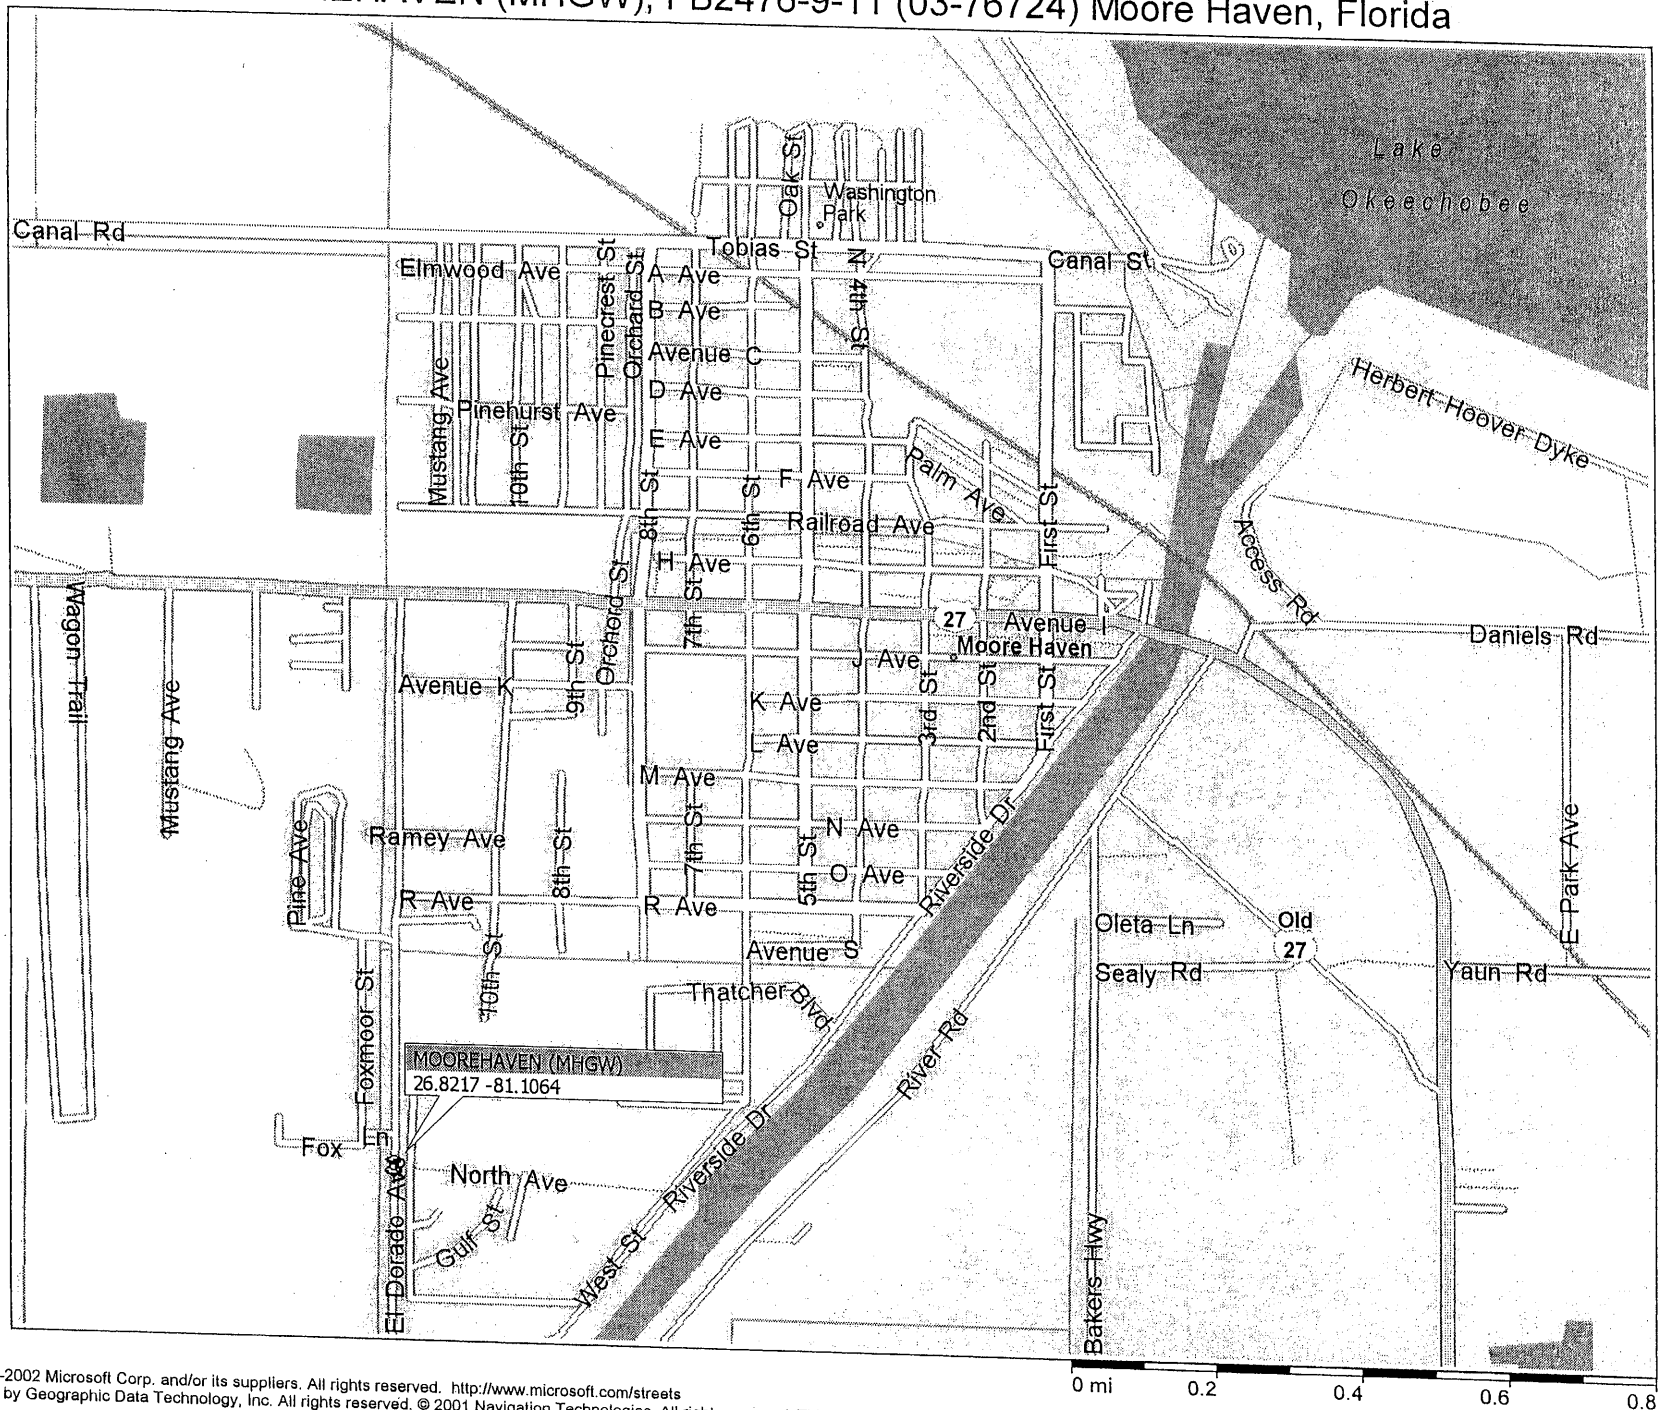 (MHGW), PB2476-9-11 (03-76724) Moore Haven, Florida
Lake
Okeechobee
Oak St
Washington
Park
Canal Rd
Tobias St
Canal St
Elmwood Ave
Pinecrest St
Orchard St
A Ave
N 4th St
B Ave
Avenue C
D Ave
Mustang Ave
Pinehurst Ave
10th St
E Ave
Herbert Hoover Dyke
Palm Ave
8th St
6th St
F Ave
First St
Railroad Ave
Access Rd
H Ave
Wagon Trail
Orchord St
7th St
27
Avenue I
Daniels Rd
Moore Haven
J Ave
Mustang Ave
Avenue K
9th St
K Ave
3rd St
2nd St
First St
L Ave
M Ave
Pine Ave
Ramey Ave
8th St
7th St
5th St
N Ave
Riverside Dr
E Park Ave
O Ave
R Ave
R Ave
Oleta Ln
Old
27
10th St
Avenue S
Sealy Rd
Yaun Rd
Foxmoor St
Thatcher Blvd
River Rd
MOOREHAVEN (MHGW)
26.8217 -81.1064
Fox Ln
Riverside Dr
El Dorado Ave
North Ave
Gulf St
West St
Bakers Hwy
0 mi 0.2 0.4 0.6 0.8
-2002 Microsoft Corp. and/or its suppliers. All rights reserved. http://www.microsoft.com/streets
by Geographic Data Technology, Inc. All rights reserved. © 2001 Navigation Technologies. All